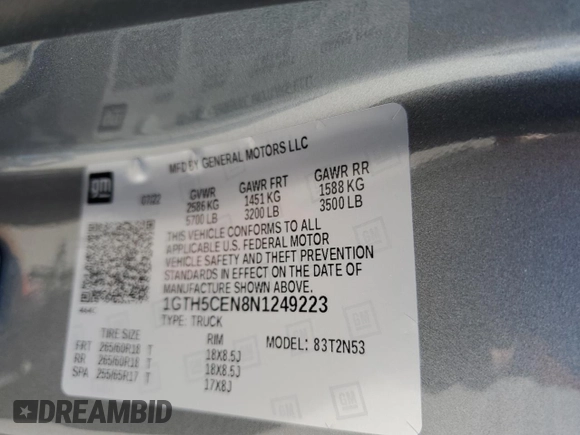 gm
MFD BY GENERAL MOTORS LLC
07/22 GVWR GAWR FRT GAWR RR
2586 KG 1451 KG 1588 KG
5700 LB 3200 LB 3500 LB
THIS VEHICLE CONFORMS TO ALL
APPLICABLE U.S. FEDERAL MOTOR
VEHICLE SAFETY AND THEFT PREVENTION
STANDARDS IN EFFECT ON THE DATE OF
MANUFACTURE SHOWN ABOVE.
1GTH5CEN8N1249223
TYPE: TRUCK
TIRE SIZE RIM MODEL: 83T2N53
FRT 265/60R18 T 18X8.5J
RR 265/60R18 T 18X8.5J
SPA 255/65R17 T 17X8J
DREAMBID